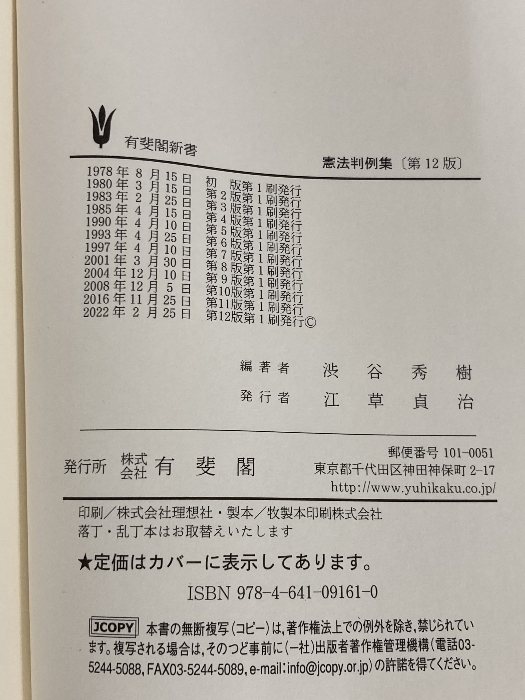 有斐閣新書
憲法判例集〔第12版〕
1978年 8 月15日 初 版第1刷発行
1980年 3 月15日 第2版第1刷発行
1983年 2 月25日 第3版第1刷発行
1985年 4 月15日 第4版第1刷発行
1990年 4 月10日 第5版第1刷発行
1993年 4 月25日 第6版第1刷発行
1997年 4 月10日 第7版第1刷発行
2001年 3 月30日 第8版第1刷発行
2004年12月10日 第9版第1刷発行
2008年12月 5 日 第10版第1刷発行
2016年11月25日 第11版第1刷発行
2022年 2 月25日 第12版第1刷発行©
編著者 渋谷秀樹
発行者 江草貞治
発行所 株式会社 有斐閣
郵便番号 101-0051
東京都千代田区神田神保町 2-17
http://www.yuhikaku.co.jp/
印刷／株式会社理想社・製本／牧製本印刷株式会社
落丁・乱丁本はお取替えいたします
★定価はカバーに表示してあります。
ISBN 978-4-641-09161-0
JCOPY 本書の無断複写（コピー）は、著作権法上での例外を除き、禁じられてい
ます。複写される場合は、そのつど事前に（一社）出版者著作権管理機構（電話03-
5244-5088、FAX03-5244-5089、e-mail:info@jcopy.or.jp）の許諾を得てください。